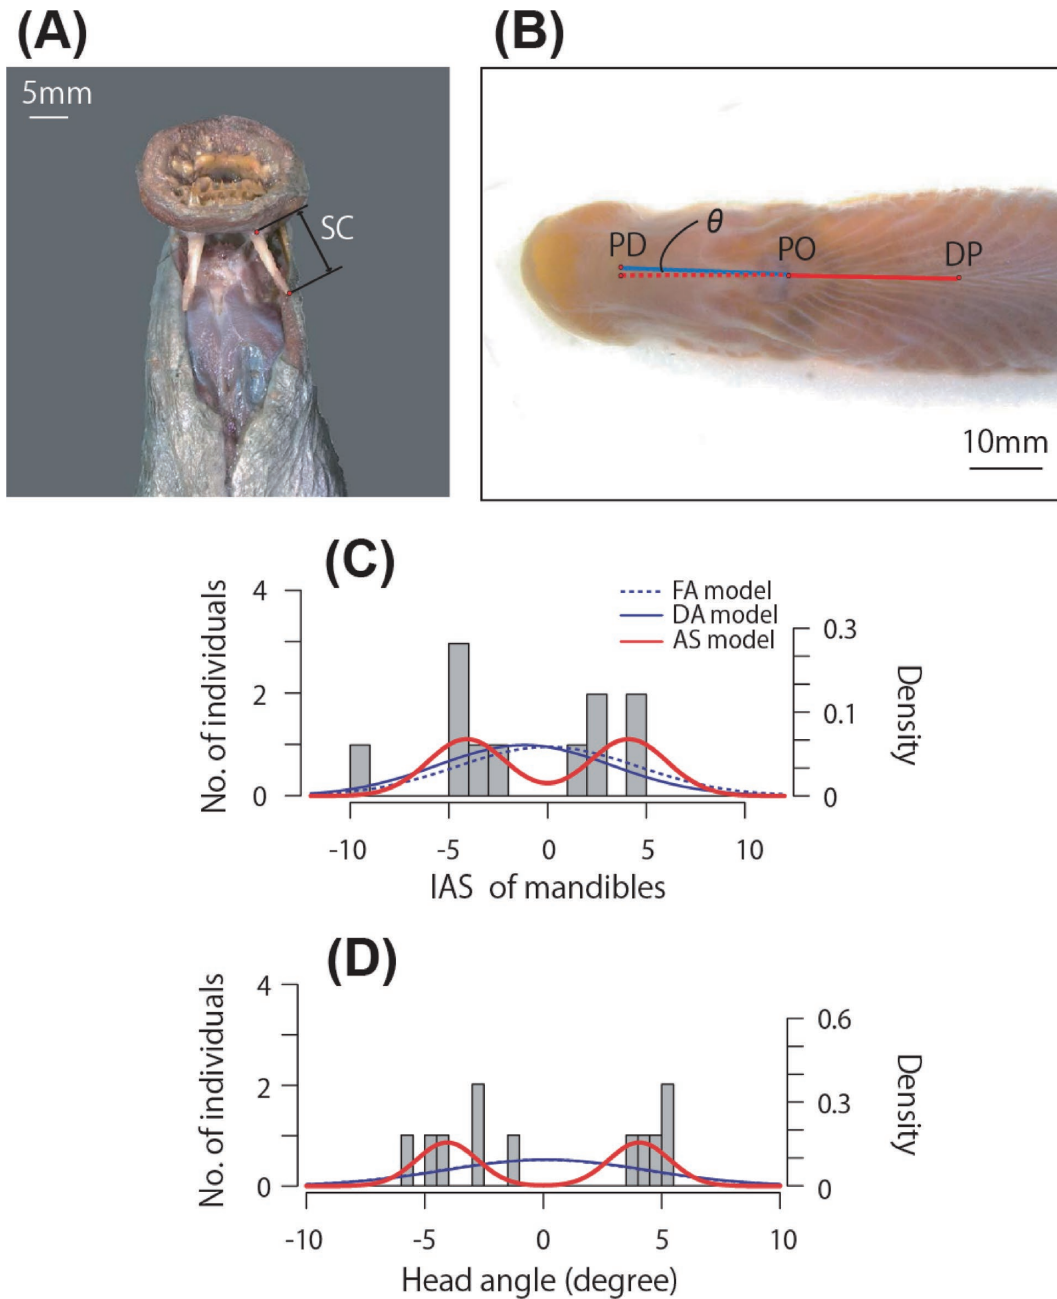 (A)
(B)
5mm
SC
PD
θ
PO
DP
10mm
(C)
No. of individuals
4
2
0
FA model
DA model
AS model
0.3
0.1
0
Density
-10
-5
0
5
10
IAS of mandibles
(D)
No. of individuals
4
2
0
0.6
0.3
0
Density
-10
-5
0
5
10
Head angle (degree)